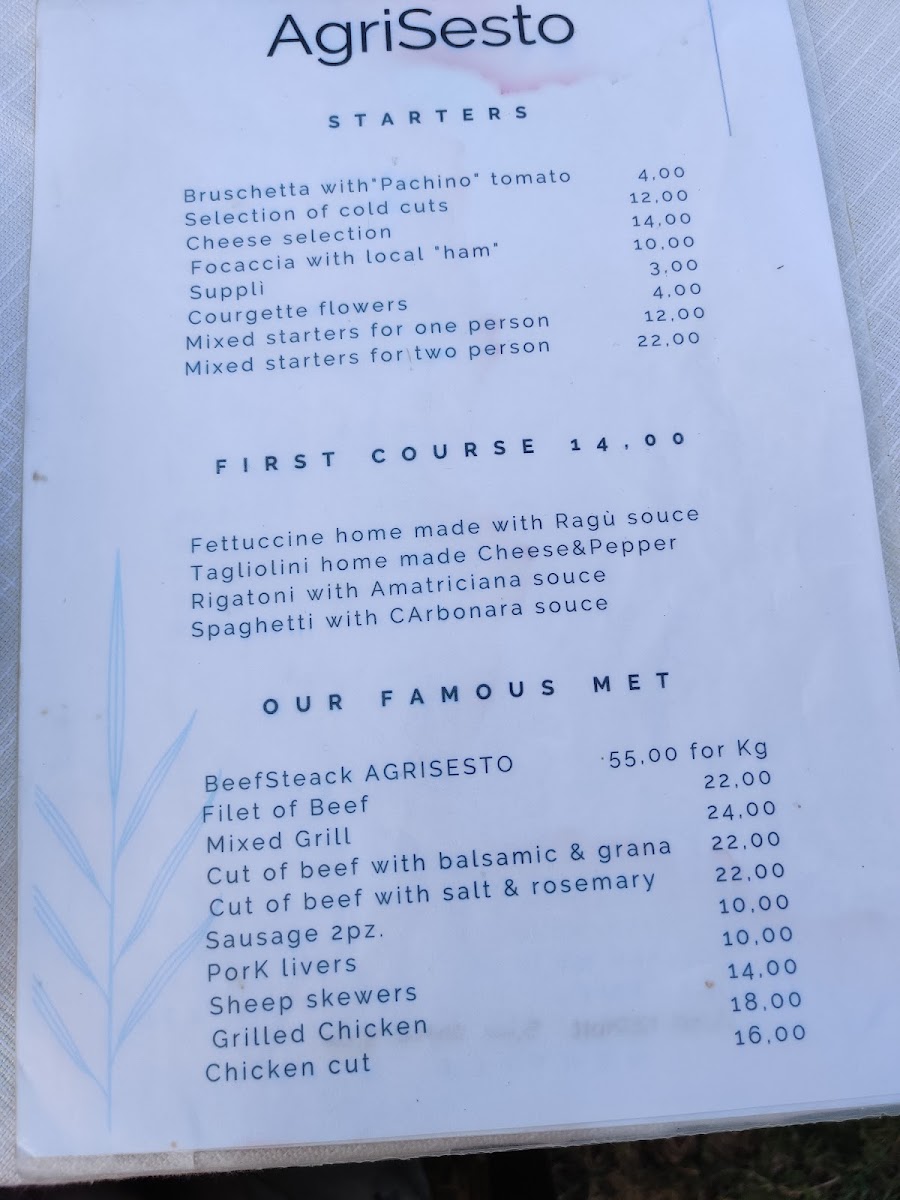 AgriSesto
STARTERS
Bruschetta with"Pachino" tomato 4,00
Selection of cold cuts 12,00
Cheese selection 14,00
Focaccia with local "ham" 10,00
Supplì 3,00
Courgette flowers 4,00
Mixed starters for one person 12,00
Mixed starters for two person 22,00
FIRST COURSE 14,00
Fettuccine home made with Ragù souce
Tagliolini home made Cheese&Pepper
Rigatoni with Amatriciana souce
Spaghetti with CArbonara souce
OUR FAMOUS MET
BeefSteack AGRISESTO 55,00 for Kg
Filet of Beef 22,00
Mixed Grill 24,00
Cut of beef with balsamic & grana 22,00
Cut of beef with salt & rosemary 22,00
Sausage 2pz. 10,00
PorK livers 10,00
Sheep skewers 14,00
Grilled Chicken 18,00
Chicken cut 16,00